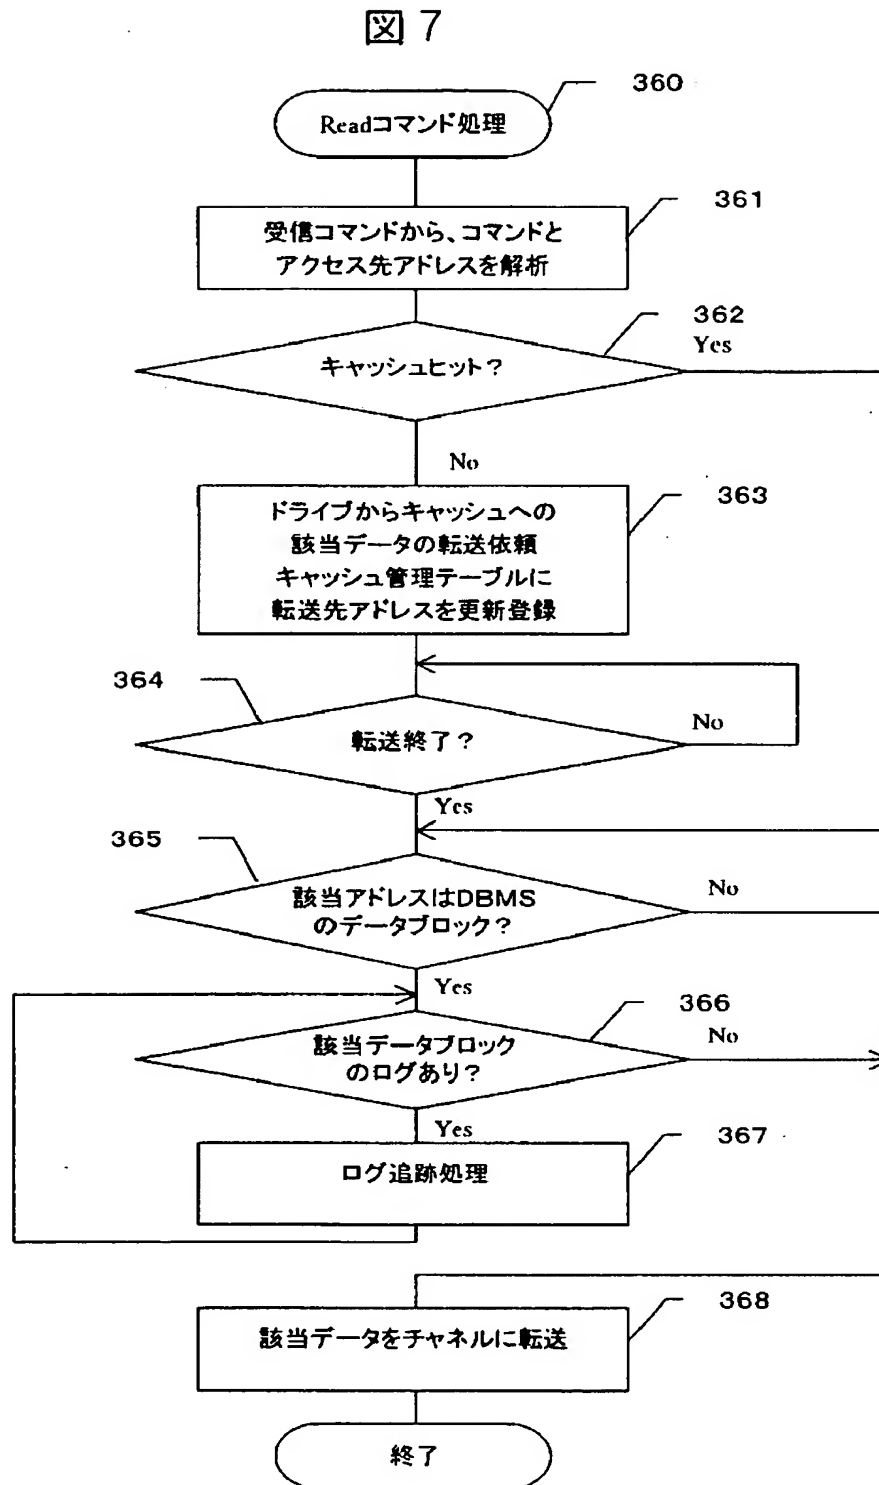 図7
360
Readコマンド処理
361
受信コマンドから、コマンドと
アクセス先アドレスを解析
362
キャッシュヒット？
Yes
No
363
ドライブからキャッシュへの
該当データの転送依頼
キャッシュ管理テーブルに
転送先アドレスを更新登録
364
転送終了？
No
Yes
365
該当アドレスはDBMS
のデータブロック？
No
Yes
366
該当データブロック
のログあり？
No
Yes
367
ログ追跡処理
368
該当データをチャネルに転送
終了